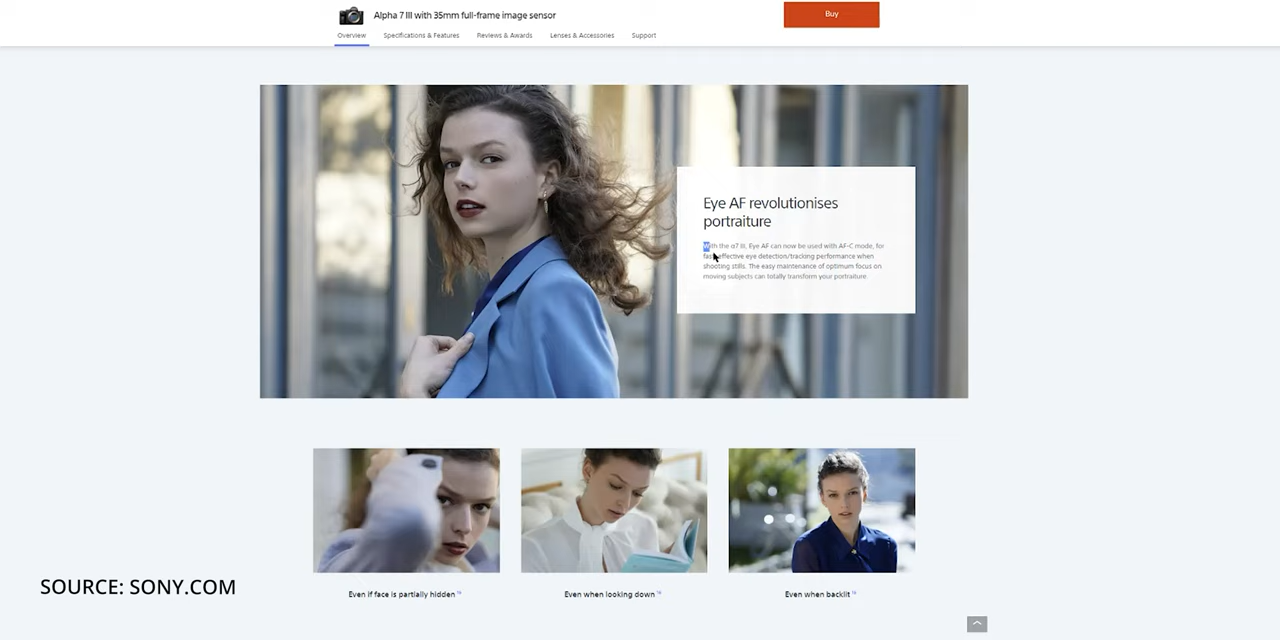 Alpha 7 III with 35mm full-frame image sensor
Buy
Overview
Specifications & Features
Reviews & Awards
Lenses & Accessories
Support
Eye AF revolutionises
portraiture
With the α7 III, Eye AF can now be used with AF-C mode, for
fast, effective eye detection/tracking performance when
shooting stills. The easy maintenance of optimum focus on
moving subjects can totally transform your portraiture.
Even if face is partially hidden
Even when looking down
Even when backlit
SOURCE: SONY.COM